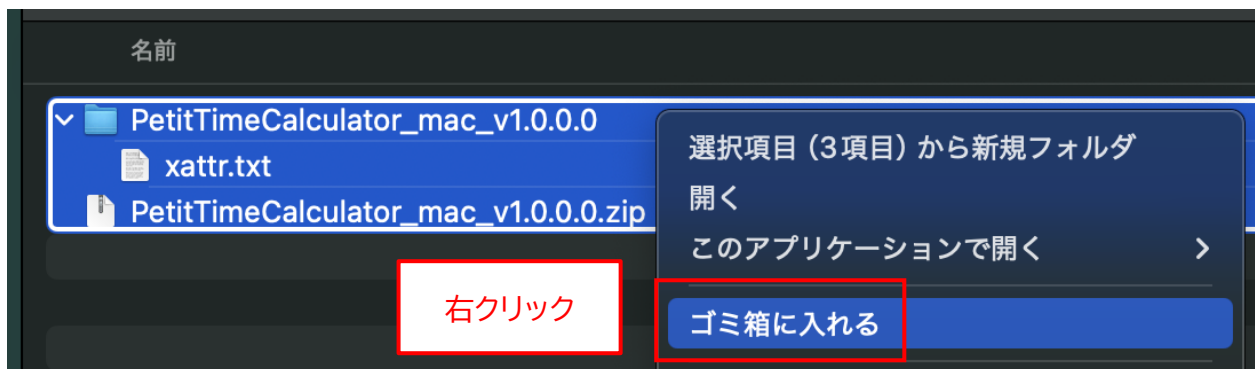 名前
PetitTimeCalculator_mac_v1.0.0.0
xattr.txt
PetitTimeCalculator_mac_v1.0.0.0.zip
選択項目（3項目）から新規フォルダ
開く
このアプリケーションで開く
右クリック
ゴミ箱に入れる